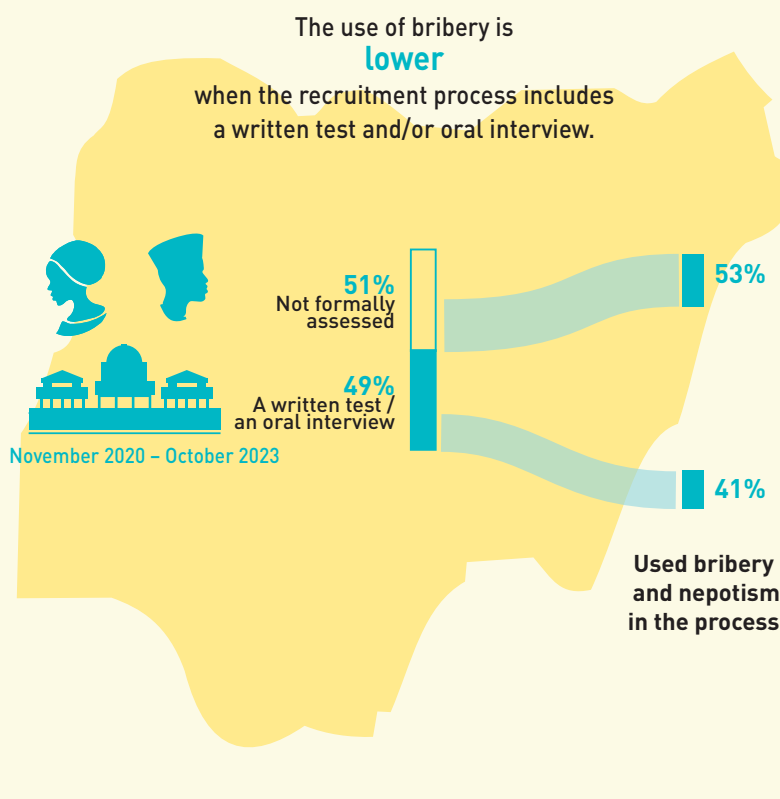 The use of bribery is
lower
when the recruitment process includes
a written test and/or oral interview.
51%
Not formally
assessed
53%
49%
A written test /
an oral interview
November 2020 – October 2023
41%
Used bribery
and nepotism
in the process